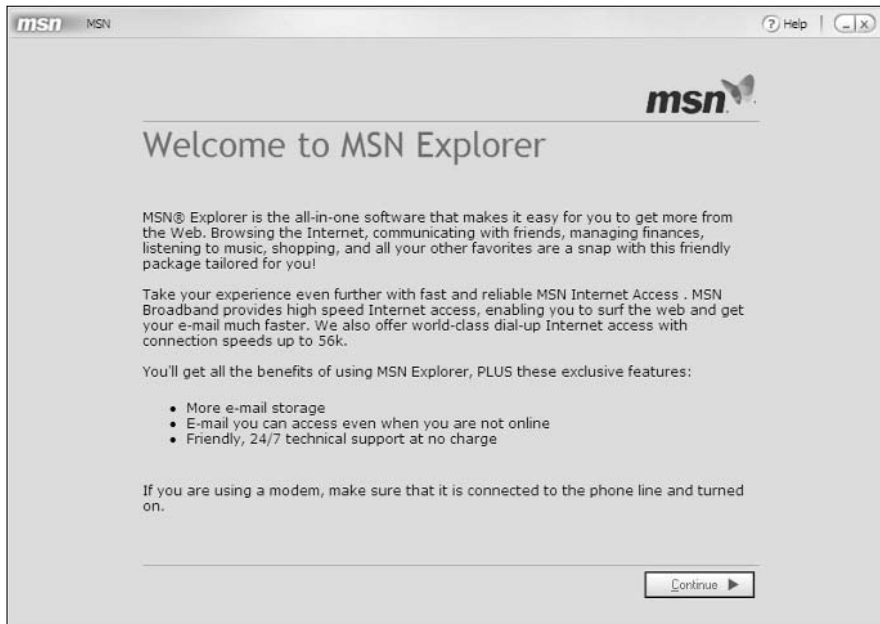 msn MSN Help
msn
Welcome to MSN Explorer
MSN® Explorer is the all-in-one software that makes it easy for you to get more from
the Web. Browsing the Internet, communicating with friends, managing finances,
listening to music, shopping, and all your other favorites are a snap with this friendly
package tailored for you!
Take your experience even further with fast and reliable MSN Internet Access . MSN
Broadband provides high speed Internet access, enabling you to surf the web and get
your e-mail much faster. We also offer world-class dial-up Internet access with
connection speeds up to 56k.
You'll get all the benefits of using MSN Explorer, PLUS these exclusive features:
• More e-mail storage
• E-mail you can access even when you are not online
• Friendly, 24/7 technical support at no charge
If you are using a modem, make sure that it is connected to the phone line and turned
on.
Continue